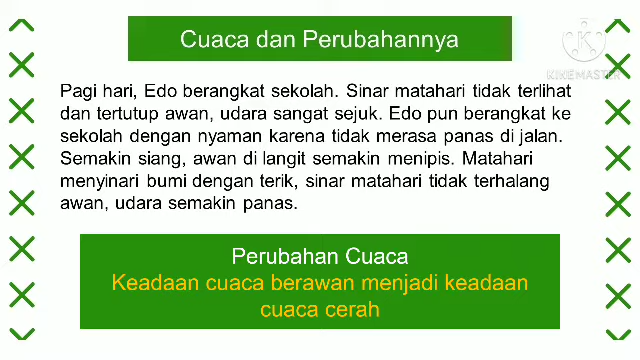 Cuaca dan Perubahannya
KINEMASTER
Pagi hari, Edo berangkat sekolah. Sinar matahari tidak terlihat
dan tertutup awan, udara sangat sejuk. Edo pun berangkat ke
sekolah dengan nyaman karena tidak merasa panas di jalan.
Semakin siang, awan di langit semakin menipis. Matahari
menyinari bumi dengan terik, sinar matahari tidak terhalang
awan, udara semakin panas.
Perubahan Cuaca
Keadaan cuaca berawan menjadi keadaan
cuaca cerah